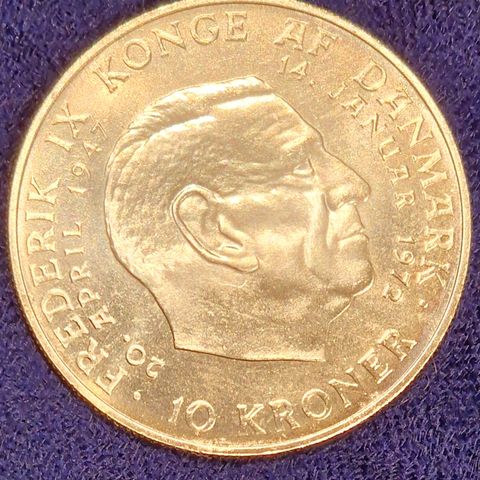 · FREDERIK IX KONGE AF DANMARK ·
20. APRIL 1947
14. JANUAR 1972
10 KRONER